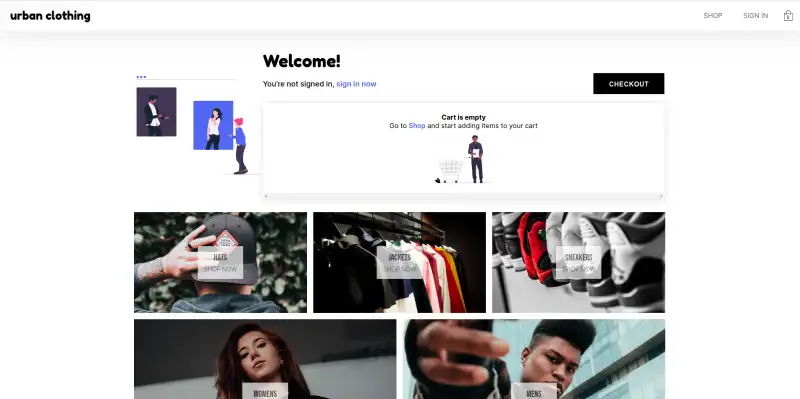 urban clothing
SHOP
SIGN IN
0
Welcome!
You're not signed in, sign in now
CHECKOUT
Cart is empty
Go to Shop and start adding items to your cart
HATS
SHOP NOW
JACKETS
SHOP NOW
SNEAKERS
SHOP NOW
WOMENS
MENS